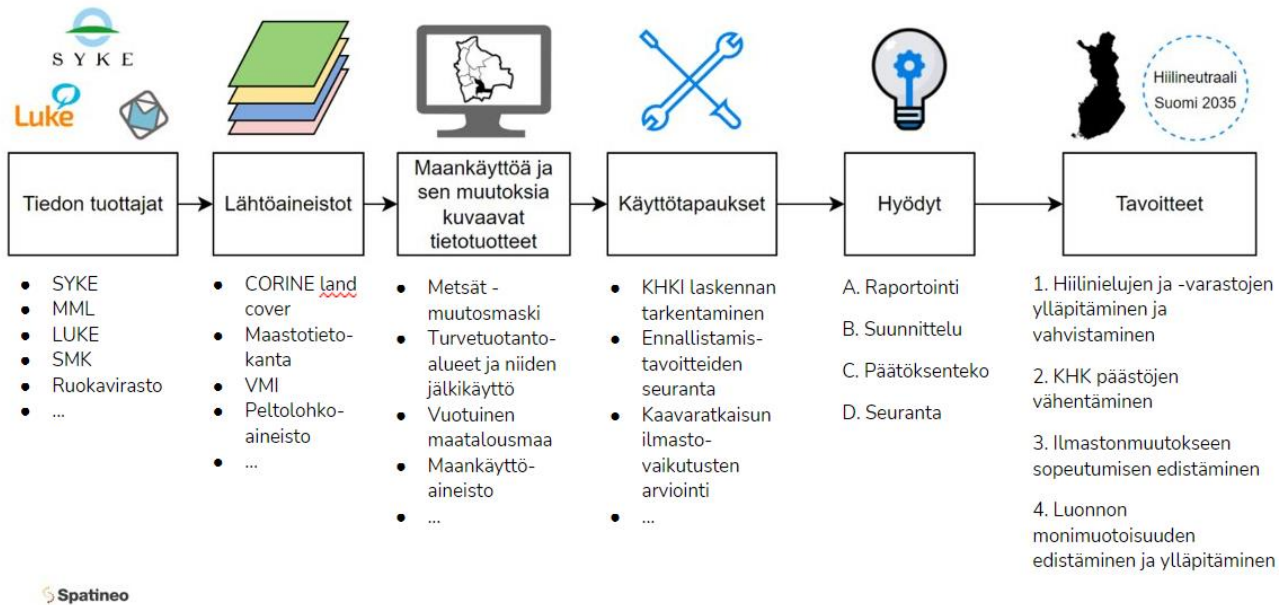 SYKE
Luke
Hiilineutraali
Suomi 2035
Tiedon tuottajat
Lähtöaineistot
Maankäyttöä ja
sen muutoksia
kuvaavat
tietotuotteet
Käyttötapaukset
Hyödyt
Tavoitteet
● SYKE
● MML
● LUKE
● SMK
● Ruokavirasto
● ...
● CORINE land
cover
● Maastotieto-
kanta
● VMI
● Peltolohko-
aineisto
● ...
● Metsät -
muutosmaski
● Turvetuotanto-
alueet ja niiden
jälkikäyttö
● Vuotuinen
maatalousmaa
● Maankäyttö-
aineisto
● ...
● KHKI laskennan
tarkentaminen
● Ennallistamis-
tavoitteiden
seuranta
● Kaavaratkaisun
ilmasto-
vaikutusten
arviointi
● ...
A. Raportointi
B. Suunnittelu
C. Päätöksenteko
D. Seuranta
1. Hiilinielujen ja -varastojen
ylläpitäminen ja
vahvistaminen
2. KHK päästöjen
vähentäminen
3. Ilmastonmuutokseen
sopeutumisen edistäminen
4. Luonnon
monimuotoisuuden
edistäminen ja ylläpitäminen
Spatineo